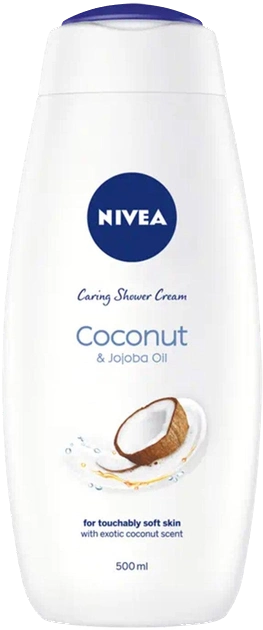 NIVEA
Caring Shower Cream
Coconut
& Jojoba Oil
for touchably soft skin
with exotic coconut scent
500 ml